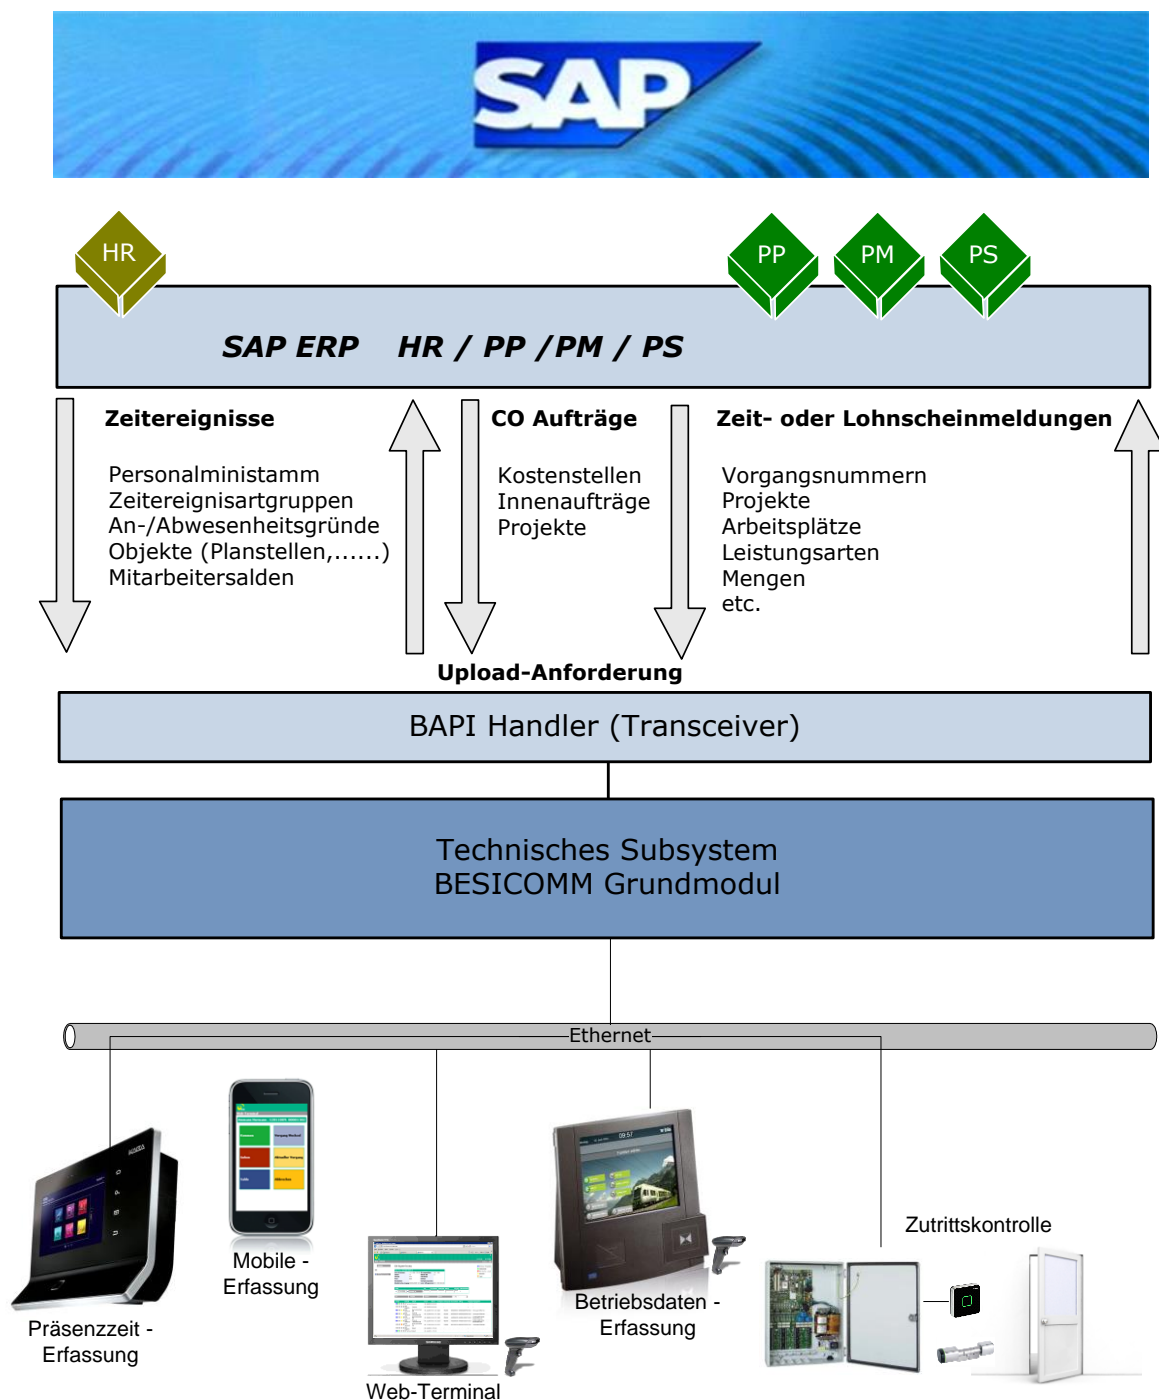 SAP
HR
PP
PM
PS
SAP ERP HR / PP /PM / PS
Zeitereignisse
Personalministamm
Zeitereignisartgruppen
An-/Abwesenheitsgründe
Objekte (Planstellen,......)
Mitarbeitersalden
CO Aufträge
Kostenstellen
Innenaufträge
Projekte
Zeit- oder Lohnscheinmeldungen
Vorgangsnummern
Projekte
Arbeitsplätze
Leistungsarten
Mengen
etc.
Upload-Anforderung
BAPI Handler (Transceiver)
Technisches Subsystem
BESICOMM Grundmodul
Ethernet
09:57
Zutrittskontrolle
Mobile -
Erfassung
Betriebsdaten -
Erfassung
Präsenzzeit -
Erfassung
Web-Terminal